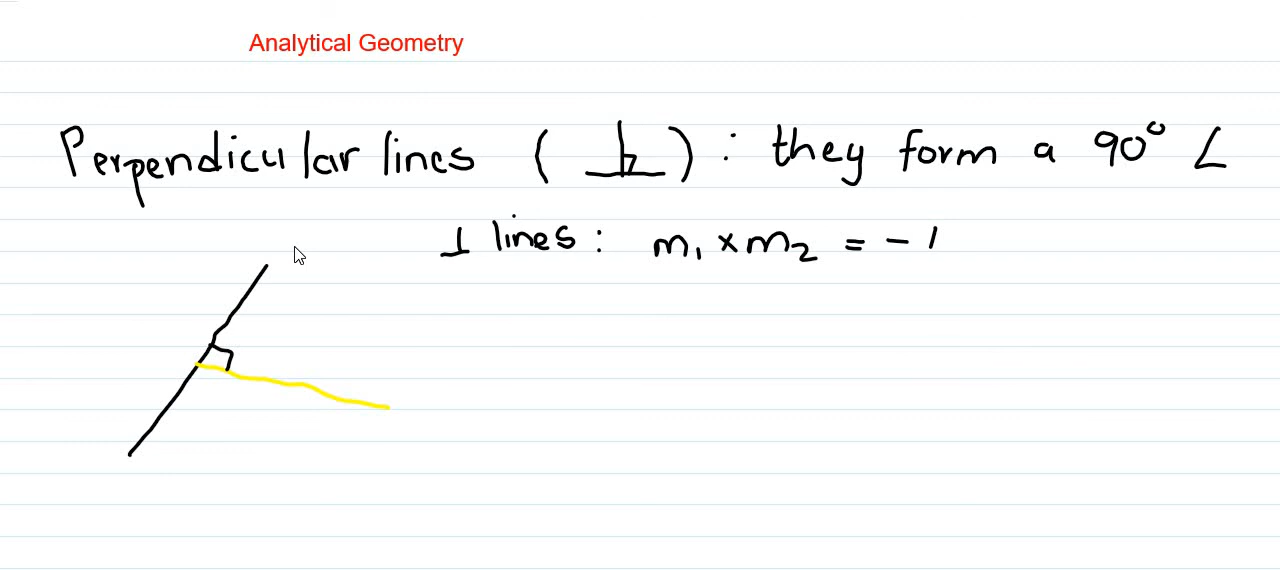 Analytical Geometry
Perpendicular lines ( ⊥ ) : they form a 90° ∠
⊥ lines : m₁ × m₂ = - 1